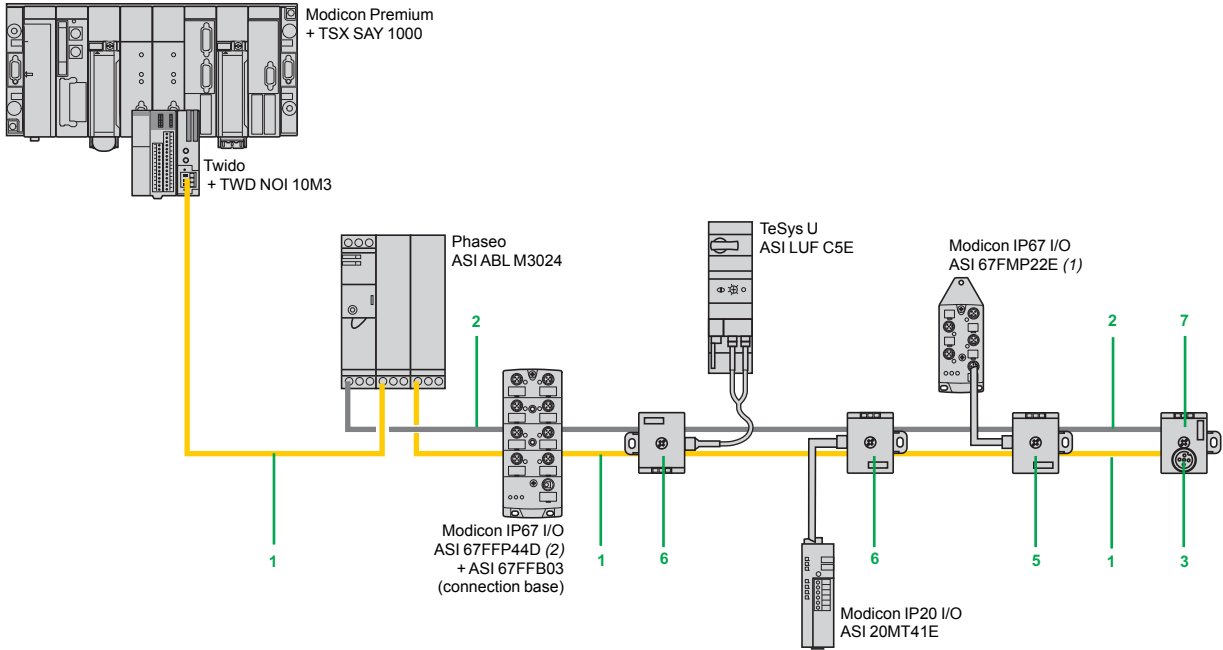 Modicon Premium
+ TSX SAY 1000
Twido
+ TWD NOI 10M3
Phaseo
ASI ABL M3024
TeSys U
ASI LUF C5E
Modicon IP67 I/O
ASI 67FMP22E (1)
2
2
7
1
Modicon IP67 I/O
ASI 67FFP44D (2)
+ ASI 67FFB03
(connection base)
1
6
6
5
1
3
Modicon IP20 I/O
ASI 20MT41E